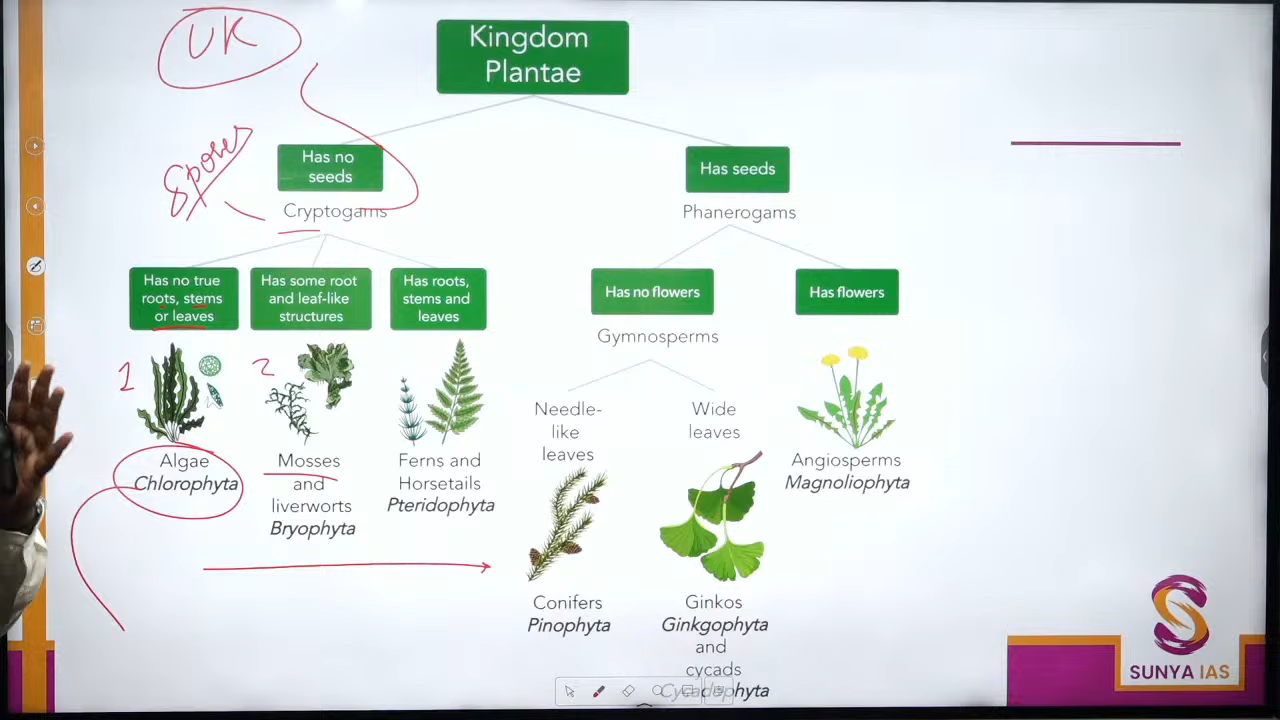 UK
Kingdom
Plantae
Spores
Has no
seeds
Has seeds
Cryptogams
Phanerogams
Has no true
roots, stems
or leaves
Has some root
and leaf-like
structures
Has roots,
stems and
leaves
Has no flowers
Has flowers
Gymnosperms
1
2
Needle-
like
leaves
Wide
leaves
Algae
Chlorophyta
Mosses
and
liverworts
Bryophyta
Ferns and
Horsetails
Pteridophyta
Angiosperms
Magnoliophyta
Conifers
Pinophyta
Ginkos
Ginkgophyta
and
cycads
Cycadophyta
SUNYA IAS